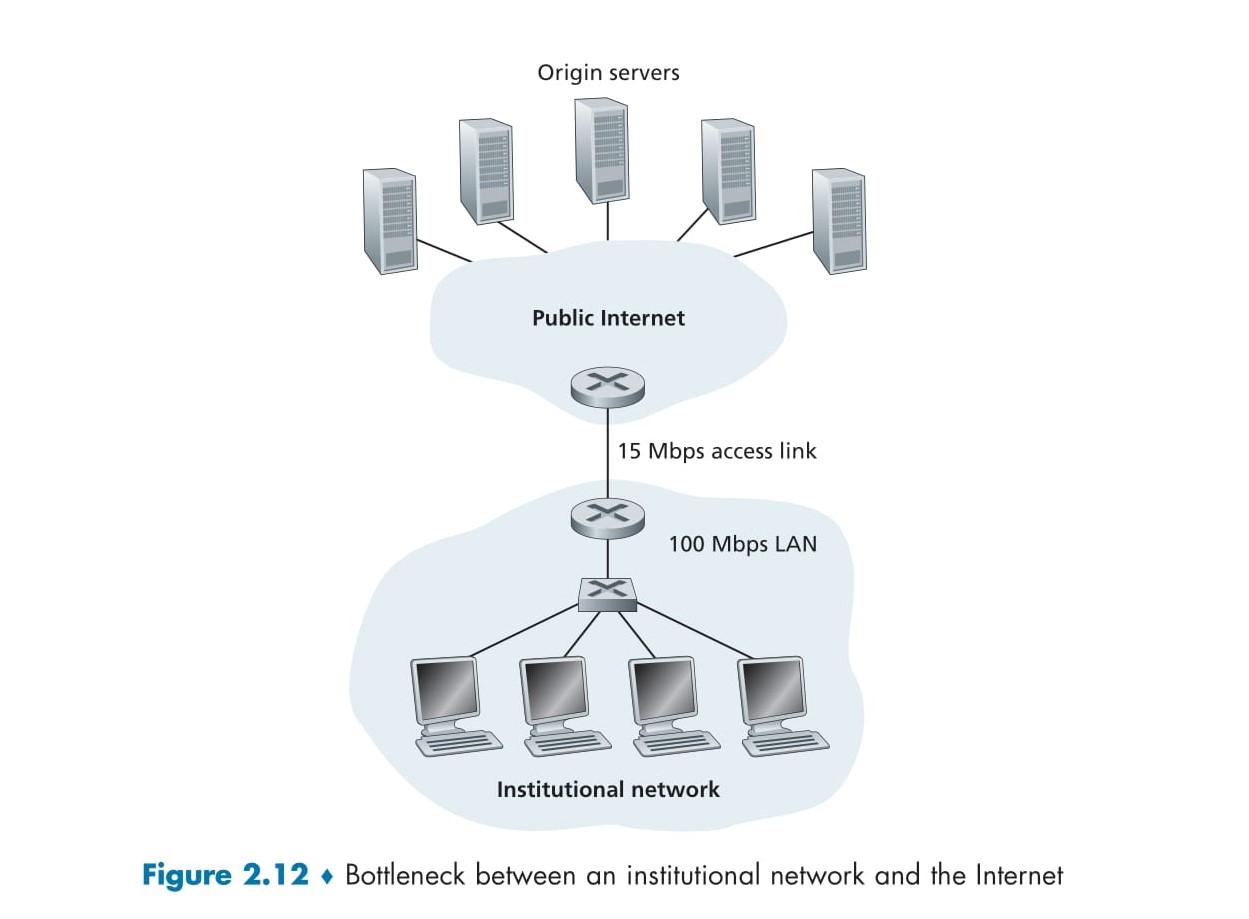 Origin servers
Public Internet
15 Mbps access link
100 Mbps LAN
Institutional network
Figure 2.12 ♦ Bottleneck between an institutional network and the Internet